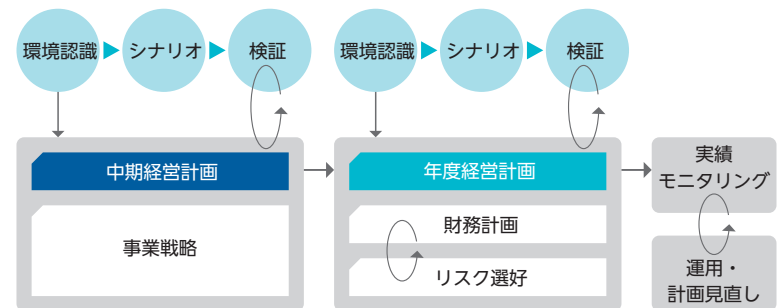 環境認識
シナリオ
検証
環境認識
シナリオ
検証
中期経営計画
事業戦略
年度経営計画
財務計画
リスク選好
実績
モニタリング
運用・
計画見直し